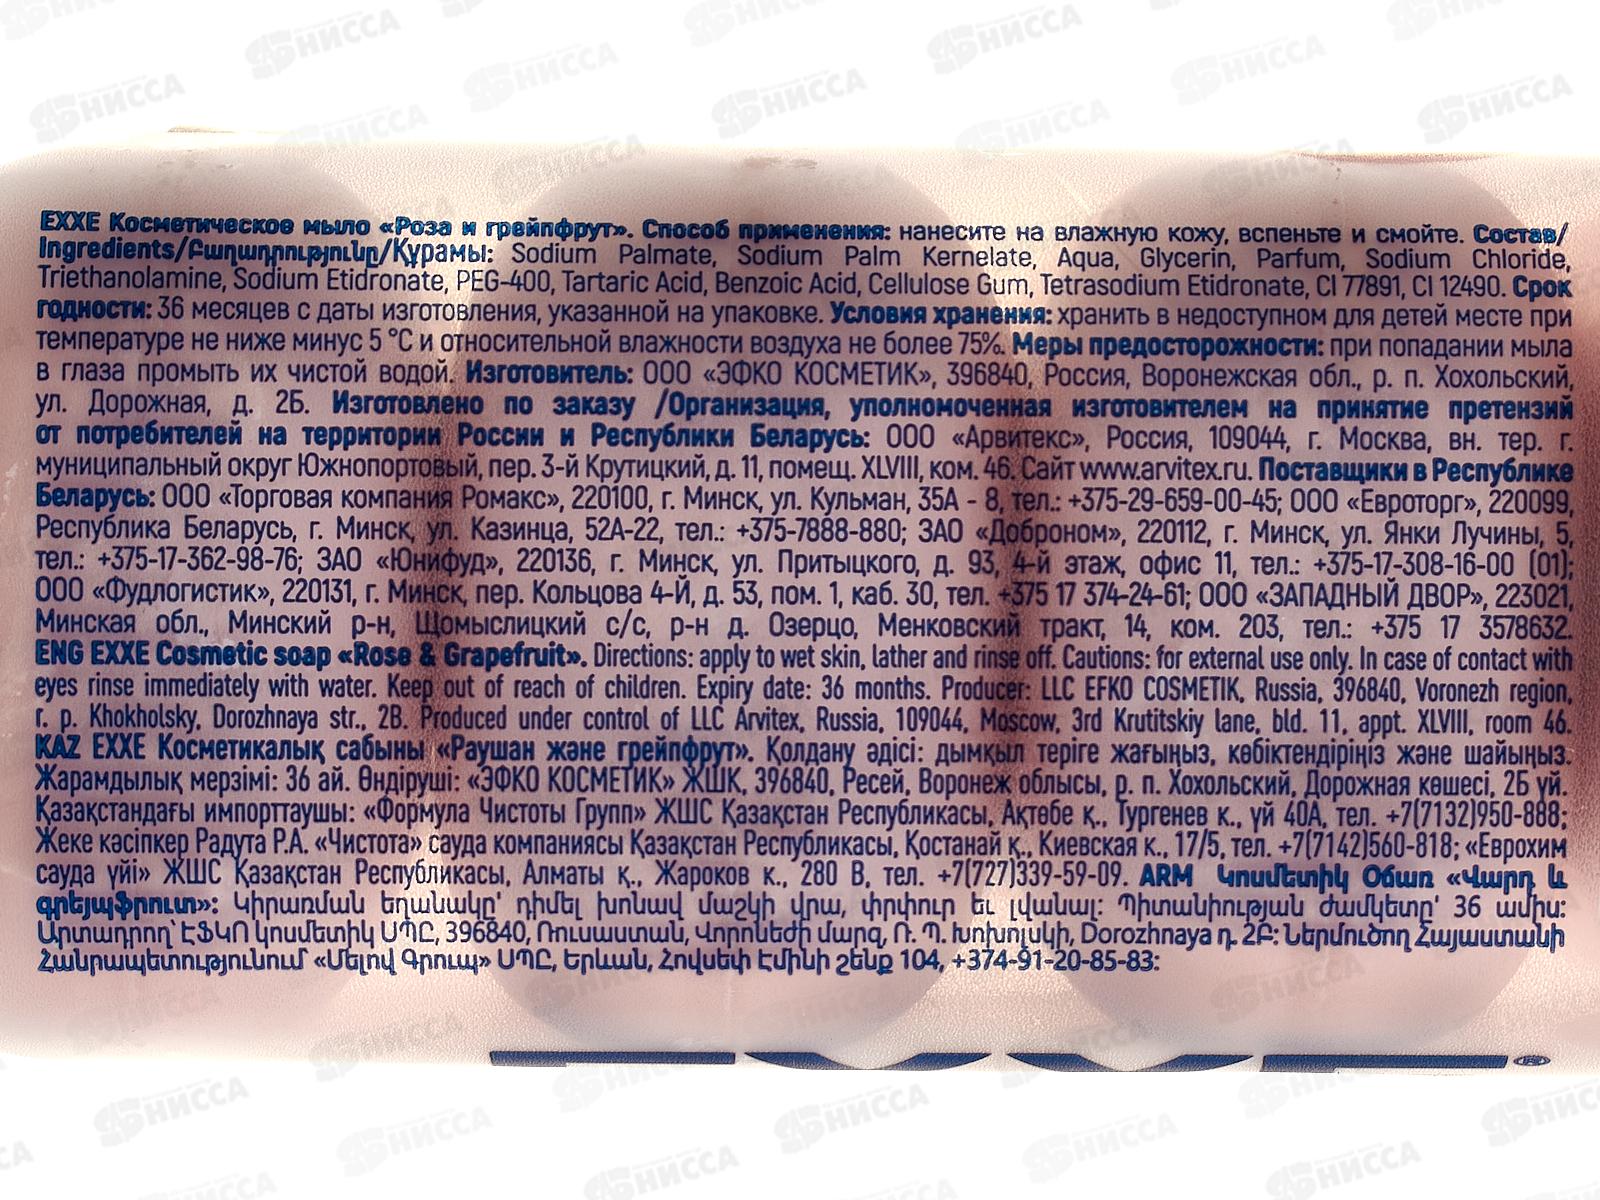 EXXE Косметическое мыло «Роза и грейпфрут». Способ применения: нанесите на влажную кожу, вспеньте и смойте. Состав/
Ingredients/Բաղադրությունը/Құрамы: Sodium Palmate, Sodium Palm Kernelate, Aqua, Glycerin, Parfum, Sodium Chloride,
Triethanolamine, Sodium Etidronate, PEG-400, Tartaric Acid, Benzoic Acid, Cellulose Gum, Tetrasodium Etidronate, CI 77891, CI 12490. Срок
годности: 36 месяцев с даты изготовления, указанной на упаковке. Условия хранения: хранить в недоступном для детей месте при
температуре не ниже минус 5 °С и относительной влажности воздуха не более 75%. Меры предосторожности: при попадании мыла
в глаза промыть их чистой водой. Изготовитель: ООО «ЭФКО КОСМЕТИК», 396840, Россия, Воронежская обл., р. п. Хохольский,
ул. Дорожная, д. 2Б. Изготовлено по заказу /Организация, уполномоченная изготовителем на принятие претензий
от потребителей на территории России и Республики Беларусь: ООО «Арвитекс», Россия, 109044, г. Москва, вн. тер. г.
муниципальный округ Южнопортовый, пер. 3-й Крутицкий, д. 11, помещ. XLVIII, ком. 46. Сайт www.arvitex.ru. Поставщики в Республике
Беларусь: ООО «Торговая компания Ромакс», 220100, г. Минск, ул. Кульман, 35А - 8, тел.: +375-29-659-00-45; ООО «Евроторг», 220099,
Республика Беларусь, г. Минск, ул. Казинца, 52А-22, тел.: +375-7888-880; ЗАО «Доброном», 220112, г. Минск, ул. Янки Лучины, 5,
тел.: +375-17-362-98-76; ЗАО «Юнифуд», 220136, г. Минск, ул. Притыцкого, д. 93, 4-й этаж, офис 11, тел.: +375-17-308-16-00 (01);
ООО «Фудлогистик», 220131, г. Минск, пер. Кольцова 4-Й, д. 53, пом. 1, каб. 30, тел. +375 17 374-24-61; ООО «ЗАПАДНЫЙ ДВОР», 223021,
Минская обл., Минский р-н, Щомыслицкий с/с, р-н д. Озерцо, Менковский тракт, 14, ком. 203, тел.: +375 17 3578632.
ENG EXXE Cosmetic soap «Rose & Grapefruit». Directions: apply to wet skin, lather and rinse off. Cautions: for external use only. In case of contact with
eyes rinse immediately with water. Keep out of reach of children. Expiry date: 36 months. Producer: LLC EFKO COSMETIK, Russia, 396840, Voronezh region,
r. p. Khokholsky, Dorozhnaya str., 2B. Produced under control of LLC Arvitex, Russia, 109044, Moscow, 3rd Krutitskiy lane, bld. 11, appt. XLVIII, room 46.
KAZ EXXE Косметикалық сабыны «Раушан және грейпфрут». Қолдану әдісі: дымқыл теріге жағыңыз, көбіктендіріңіз және шайыңыз.
Жарамдылық мерзімі: 36 ай. Өндіруші: «ЭФКО КОСМЕТИК» ЖШҚ, 396840, Ресей, Воронеж облысы, р. п. Хохольский, Дорожная көшесі, 2Б үй.
Қазақстандағы импорттаушы: «Формула Чистоты Групп» ЖШС Қазақстан Республикасы, Ақтөбе қ., Тургенев к., үй 40А, тел. +7(7132)950-888;
Жеке кәсіпкер Радута Р.А. «Чистота» сауда компаниясы Қазақстан Республикасы, Қостанай қ., Киевская к., 17/5, тел. +7(7142)560-818; «Еврохим
сауда үйі» ЖШС Қазақстан Республикасы, Алматы қ., Жароков к., 280 В, тел. +7(727)339-59-09. ARM Կոսմետիկ Օճառ «Վարդ և
գրեյպֆրուտ»: Կիրառման եղանակը՝ դիմել խոնավ մաշկի վրա, փրփուր եւ լվանալ: Պիտանիության ժամկետը՝ 36 ամիս:
Արտադրող՝ ԷՖԿՈ կոսմետիկ ՍՊԸ, 396840, Ռուսաստան, Վորոնեժի մարզ, Ռ. Պ. Խոխոլսկի, Dorozhnaya դ. 2Բ: Ներմուծող Հայաստանի
Հանրապետությունում «Մելով Գրուպ» ՍՊԸ, Երևան, Հովսեփ Էմինի շենք 104, +374-91-20-85-83: